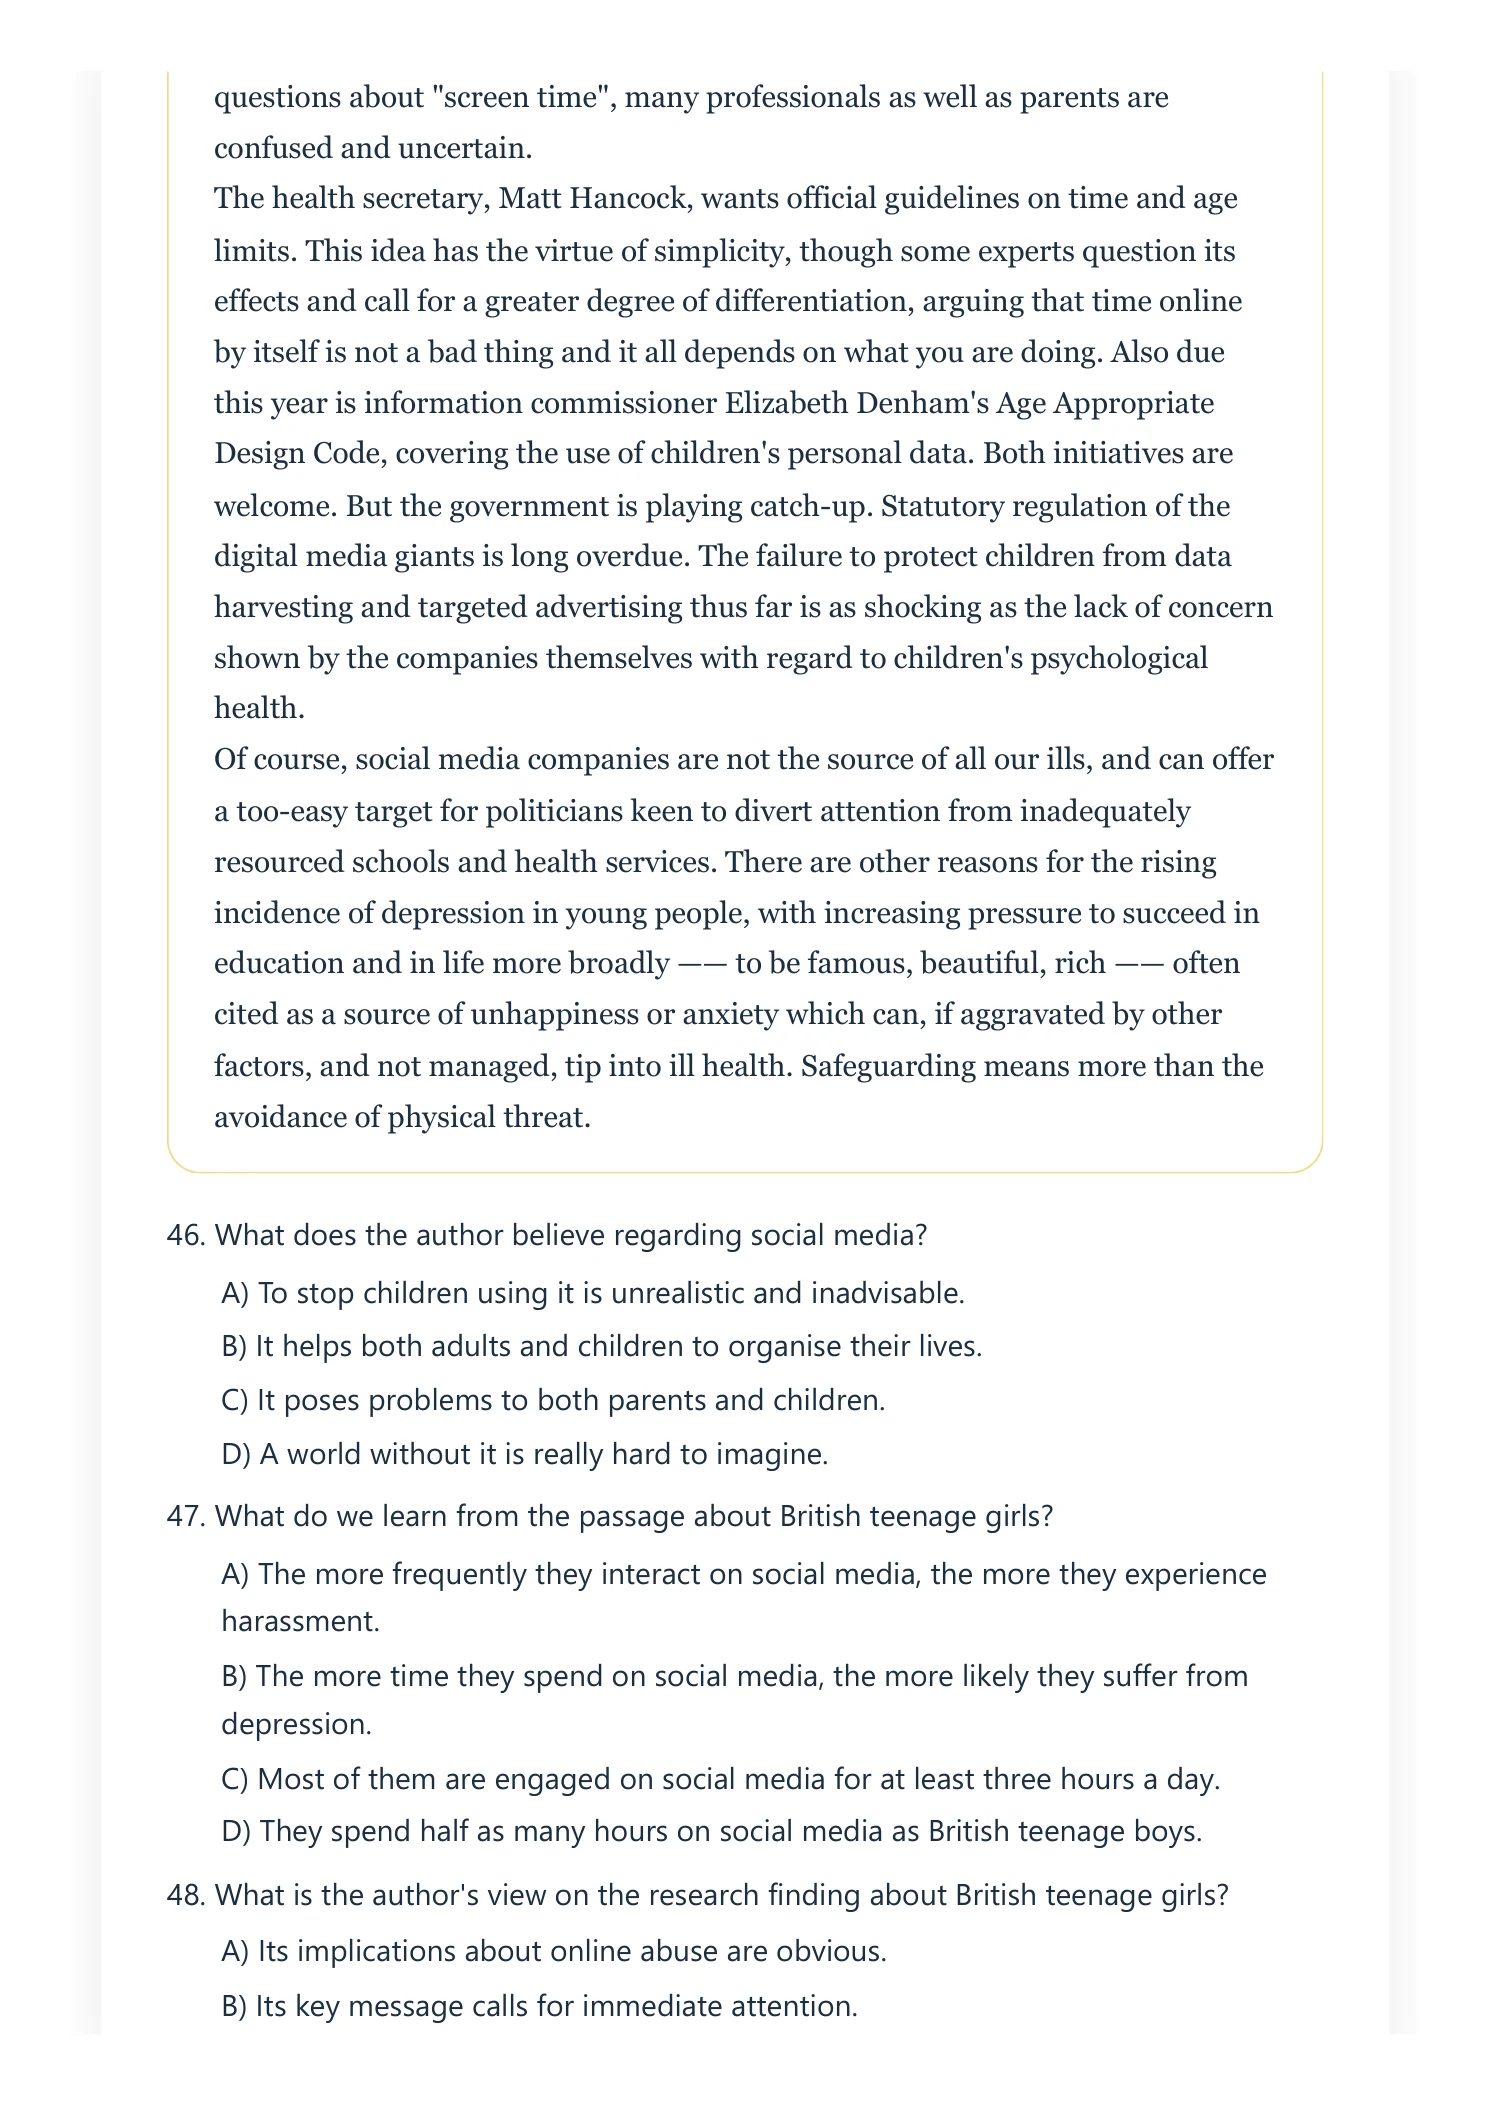 questions about "screen time", many professionals as well as parents are
confused and uncertain.
The health secretary, Matt Hancock, wants official guidelines on time and age
limits. This idea has the virtue of simplicity, though some experts question its
effects and call for a greater degree of differentiation, arguing that time online
by itself is not a bad thing and it all depends on what you are doing. Also due
this year is information commissioner Elizabeth Denham's Age Appropriate
Design Code, covering the use of children's personal data. Both initiatives are
welcome. But the government is playing catch-up. Statutory regulation of the
digital media giants is long overdue. The failure to protect children from data
harvesting and targeted advertising thus far is as shocking as the lack of concern
shown by the companies themselves with regard to children's psychological
health.
Of course, social media companies are not the source of all our ills, and can offer
a too-easy target for politicians keen to divert attention from inadequately
resourced schools and health services. There are other reasons for the rising
incidence of depression in young people, with increasing pressure to succeed in
education and in life more broadly —— to be famous, beautiful, rich —— often
cited as a source of unhappiness or anxiety which can, if aggravated by other
factors, and not managed, tip into ill health. Safeguarding means more than the
avoidance of physical threat.
46. What does the author believe regarding social media?
A) To stop children using it is unrealistic and inadvisable.
B) It helps both adults and children to organise their lives.
C) It poses problems to both parents and children.
D) A world without it is really hard to imagine.
47. What do we learn from the passage about British teenage girls?
A) The more frequently they interact on social media, the more they experience
harassment.
B) The more time they spend on social media, the more likely they suffer from
depression.
C) Most of them are engaged on social media for at least three hours a day.
D) They spend half as many hours on social media as British teenage boys.
48. What is the author's view on the research finding about British teenage girls?
A) Its implications about online abuse are obvious.
B) Its key message calls for immediate attention.